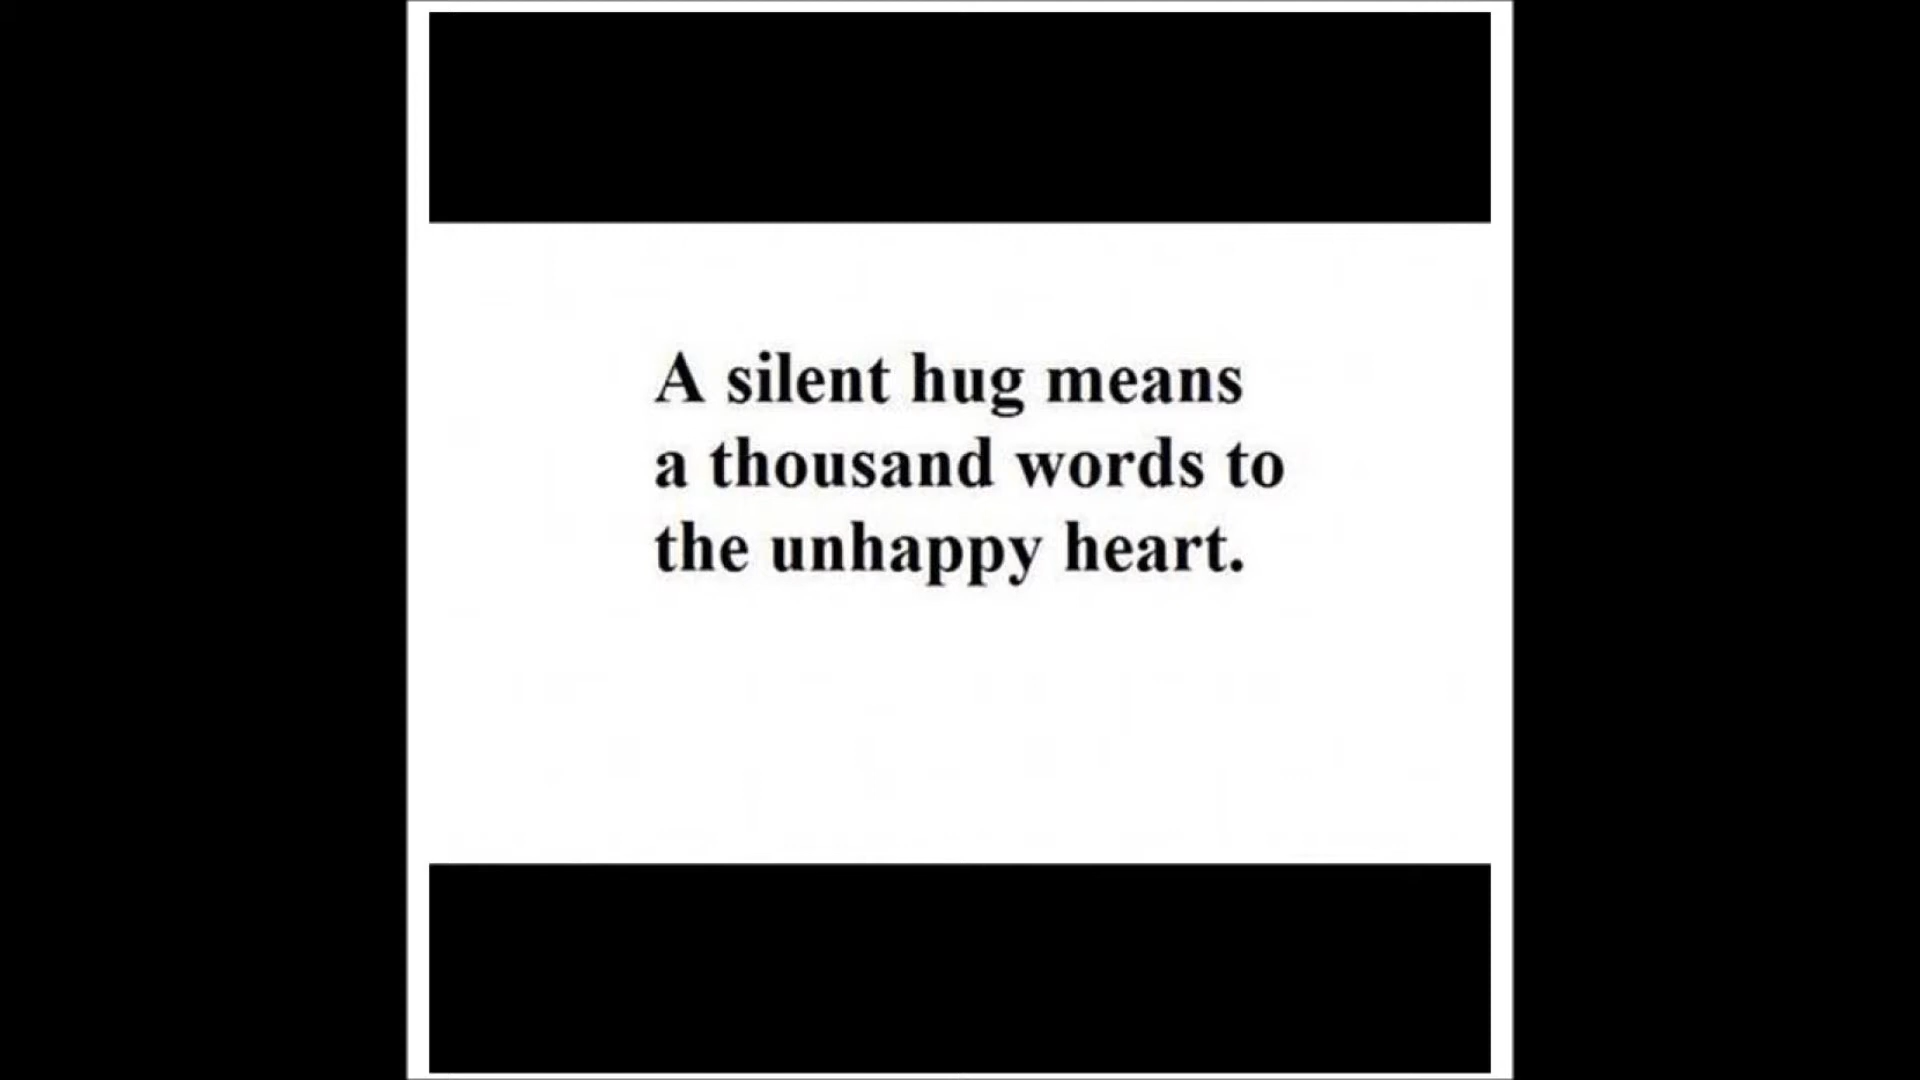 A silent hug means
a thousand words to
the unhappy heart.